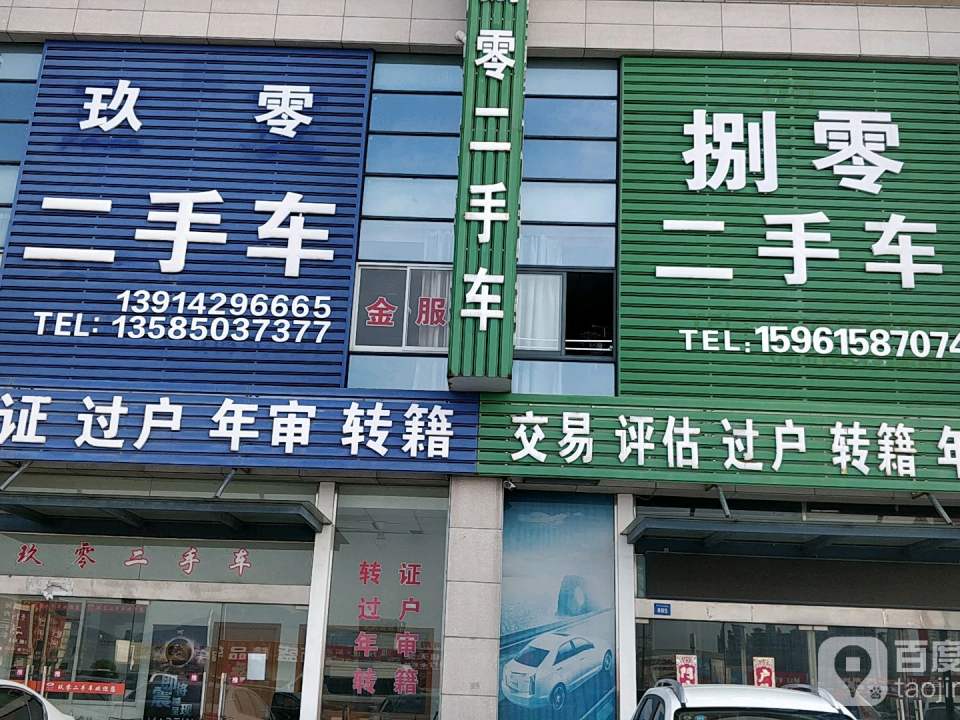 玖零
二手车
13914296665
TEL: 13585037377
证 过户 年审 转籍
零二手车
金服
捌零
二手车
TEL: 15961587074
交易 评估 过户 转籍 年
玖零二手车
转证
过户
年审
转籍
百度
taojin